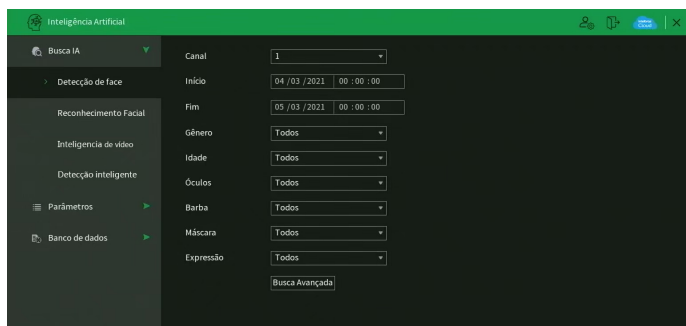 Inteligência Artificial
Busca IA
Detecção de face
Reconhecimento Facial
Inteligencia de vídeo
Detecção inteligente
Parâmetros
Banco de dados
Canal 1
Início 04 /03 /2021 00 : 00 : 00
Fim 05 /03 /2021 00 : 00 : 00
Gênero Todos
Idade Todos
Óculos Todos
Barba Todos
Máscara Todos
Expressão Todos
Busca Avançada